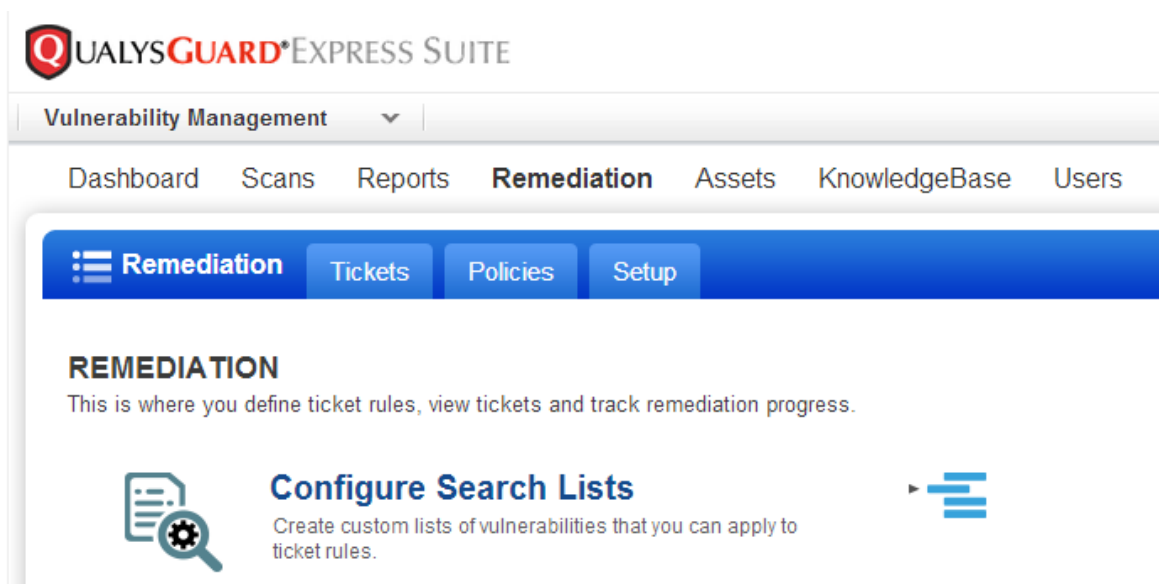 QUALYSGUARD® EXPRESS SUITE
Vulnerability Management
Dashboard Scans Reports Remediation Assets KnowledgeBase Users
Remediation Tickets Policies Setup
REMEDIATION
This is where you define ticket rules, view tickets and track remediation progress.
Configure Search Lists
Create custom lists of vulnerabilities that you can apply to
ticket rules.